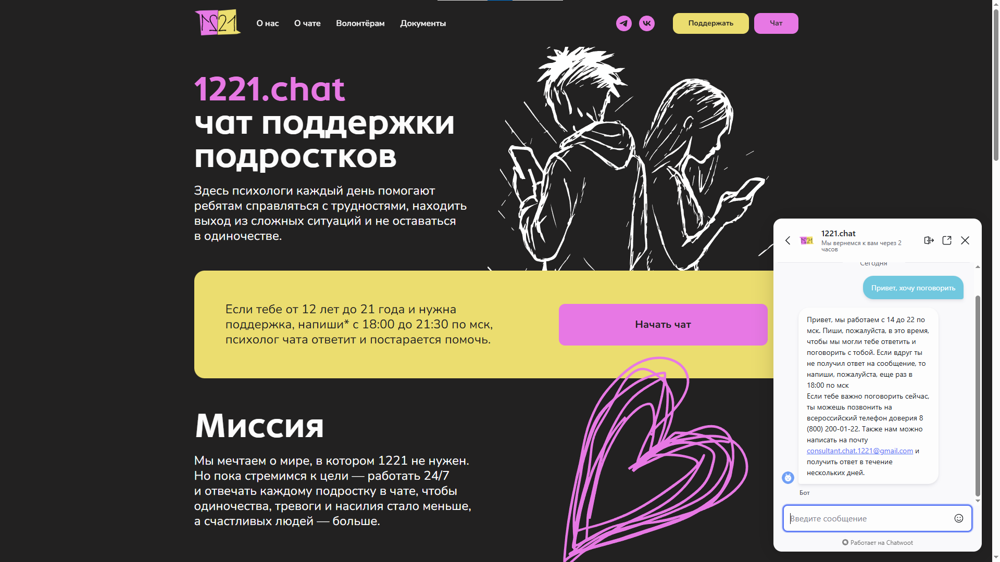 1221
О нас
О чате
Волонтёрам
Документы
Поддержать
Чат
1221.chat
чат поддержки
подростков
Здесь психологи каждый день помогают
ребятам справляться с трудностями, находить
выход из сложных ситуаций и не оставаться
в одиночестве.
Если тебе от 12 лет до 21 года и нужна
поддержка, напиши* с 18:00 до 21:30 по мск,
психолог чата ответит и постарается помочь.
Начать чат
Миссия
Мы мечтаем о мире, в котором 1221 не нужен.
Но пока стремимся к цели — работать 24/7
и отвечать каждому подростку в чате, чтобы
одиночества, тревоги и насилия стало меньше,
а счастливых людей — больше.
1221
1221.chat
Мы вернемся к вам через 2
часов
Сегодня
Привет, хочу поговорить
Привет, мы работаем с 14 до 22 по
мск. Пиши, пожалуйста, в это время,
чтобы мы могли тебе ответить и
поговорить с тобой. Если вдруг ты
не получил ответ на сообщение, то
напиши, пожалуйста, еще раз в
18:00 по мск
Если тебе важно поговорить сейчас,
ты можешь позвонить на
всероссийский телефон доверия 8
(800) 200-01-22. Также нам можно
написать на почту
consultant.chat.1221@gmail.com и
получить ответ в течение
нескольких дней.
Бот
Введите сообщение
Работает на Chatwoot